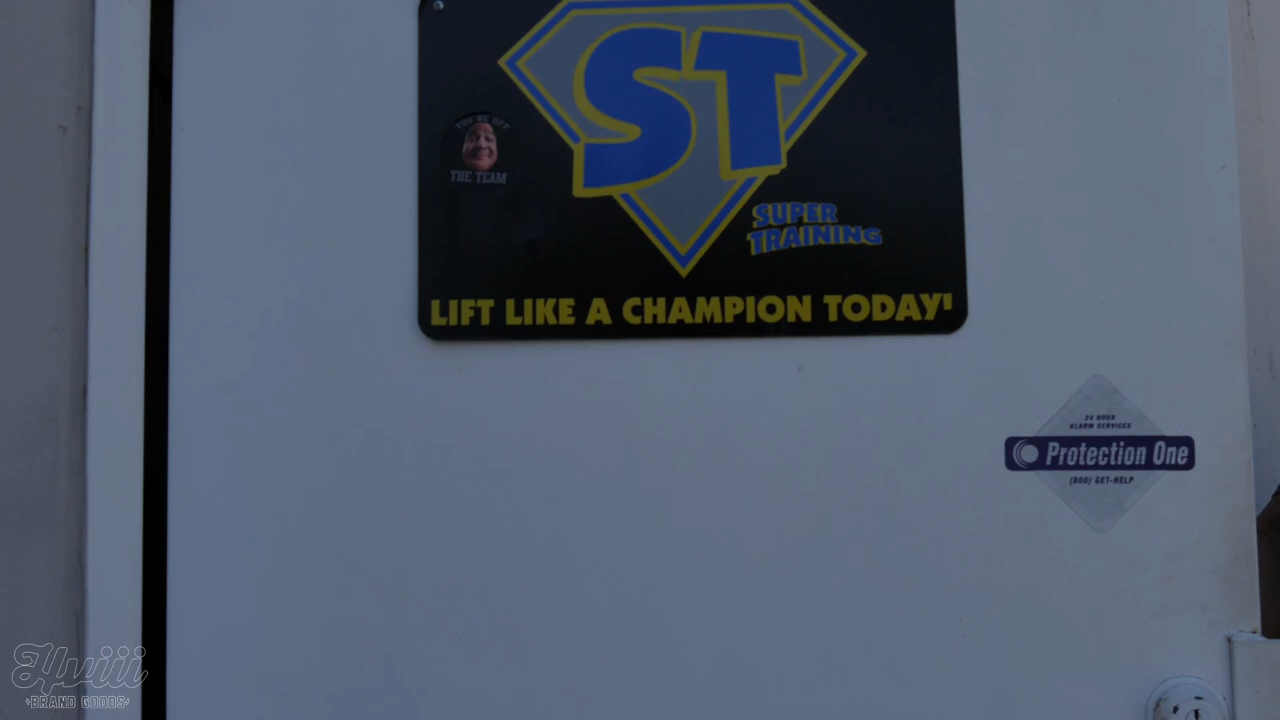 ST
YOU'RE OFF
THE TEAM
SUPER
TRAINING
LIFT LIKE A CHAMPION TODAY!
24 HOUR
ALARM SERVICES
Protection One
(800) GET-HELP
Hwiii
BRAND GOODS